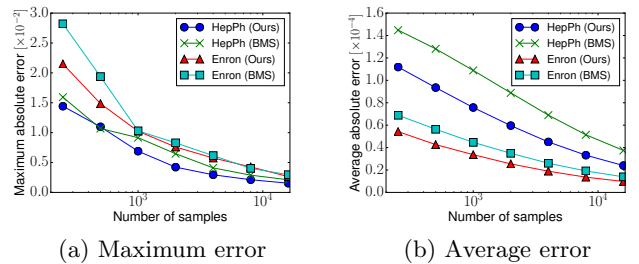 3.0
2.5
2.0
1.5
1.0
0.5
0.0
Maximum absolute error [×10⁻²]
HepPh (Ours)
HepPh (BMS)
Enron (Ours)
Enron (BMS)
10³
10⁴
Number of samples
(a) Maximum error
1.6
1.4
1.2
1.0
0.8
0.6
0.4
0.2
0.0
Average absolute error [×10⁻⁴]
HepPh (Ours)
HepPh (BMS)
Enron (Ours)
Enron (BMS)
10³
10⁴
Number of samples
(b) Average error